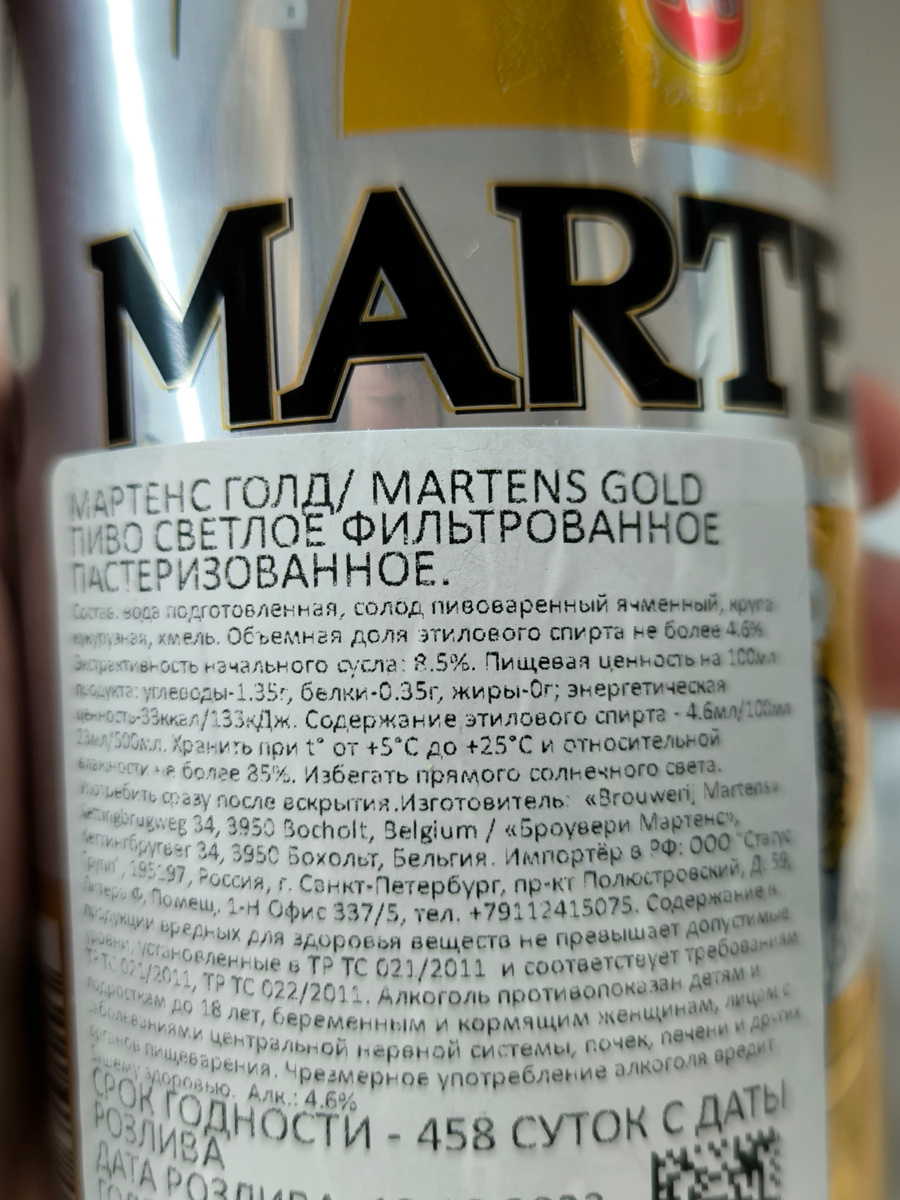 MARTE
МАРТЕНС ГОЛД/ MARTENS GOLD
ПИВО СВЕТЛОЕ ФИЛЬТРОВАННОЕ
ПАСТЕРИЗОВАННОЕ.
Состав: вода подготовленная, солод пивоваренный ячменный, крупа
кукурузная, хмель. Объемная доля этилового спирта не более 4.6%.
Экстрактивность начального сусла: 8.5%. Пищевая ценность на 100мл
продукта: углеводы-1.35г, белки-0.35г, жиры-0г; энергетическая
ценность-33ккал/133кДж. Содержание этилового спирта - 4.6мл/100мл
23мл/500мл. Хранить при t° от +5°С до +25°С и относительной
влажности не более 85%. Избегать прямого солнечного света.
Употребить сразу после вскрытия.Изготовитель: «Brouwerij Martens»
34, 3950 Bocholt, Belgium / «Броувери Мартенс»,
34, 3950 Бохольт, Бельгия. Импортёр в РФ: ООО "Статус
Групп", 195197, Россия, г. Санкт-Петербург, пр-кт Полюстровский, Д. 59,
Литера Ф, Помещ. 1-Н Офис 337/5, тел. +79112415075. Содержание в
продукции вредных для здоровья веществ не превышает допустимые
уровни, установленные в ТР ТС 021/2011 и соответствует требованиям
ТР ТС 021/2011, ТР ТС 022/2011. Алкоголь противопоказан детям и
подросткам до 18 лет, беременным и кормящим женщинам, лицам с
заболеваниями центральной нервной системы, почек, печени и других
органов пищеварения. Чрезмерное употребление алкоголя вредит
Вашему здоровью. Алк.: 4.6%
СРОК ГОДНОСТИ - 458 СУТОК С ДАТЫ
РОЗЛИВА
ДАТА РОЗЛИВА